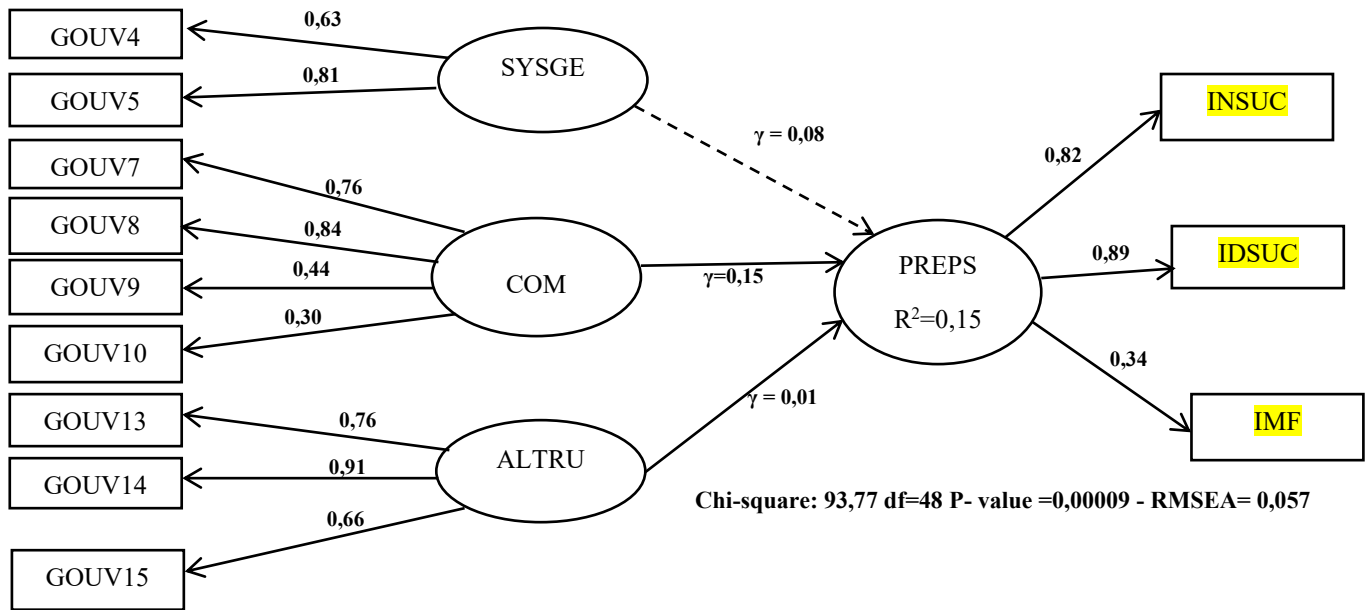 GOUV4
0,63
SYSGE
GOUV5
0,81
INSUC
GOUV7
γ = 0,08
0,82
0,76
GOUV8
0,84
PREPS
R²=0,15
0,89
IDSUC
GOUV9
0,44
COM
γ=0,15
GOUV10
0,30
0,34
GOUV13
0,76
γ = 0,01
IMF
GOUV14
0,91
ALTRU
Chi-square: 93,77 df=48 P- value =0,00009 - RMSEA= 0,057
0,66
GOUV15